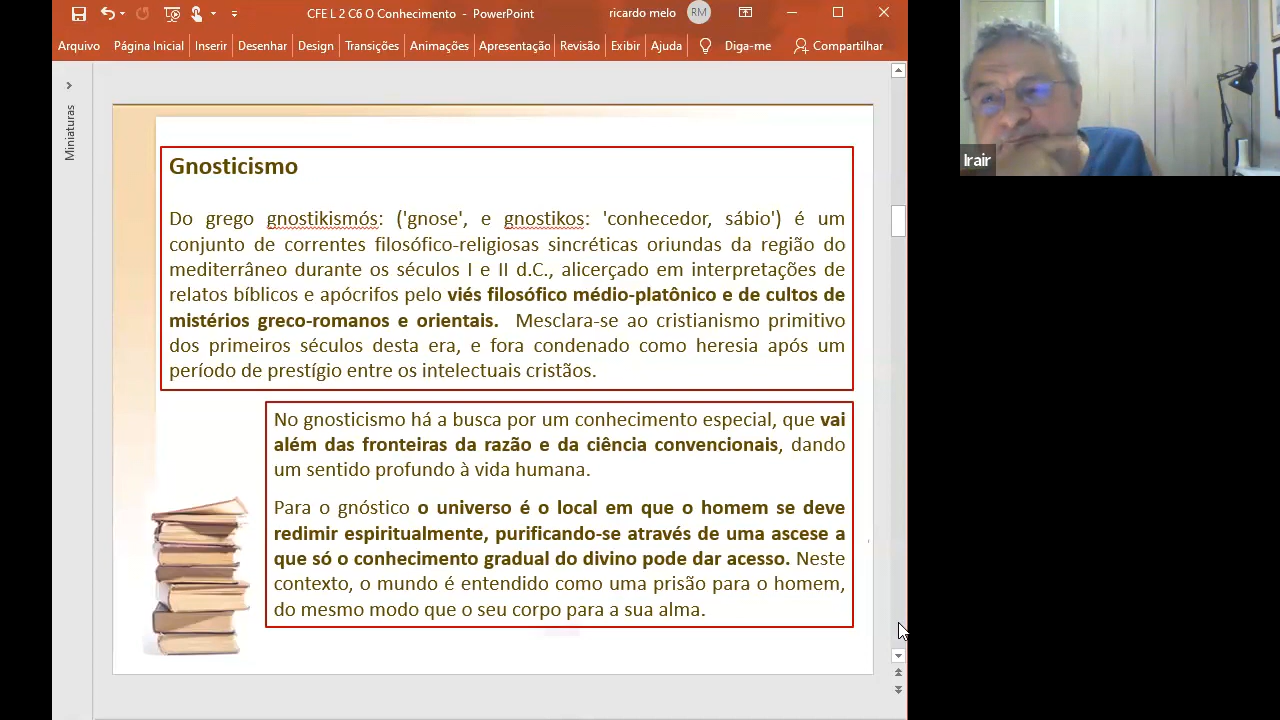 CFE L 2 C6 O Conhecimento - PowerPoint
ricardo melo
RM
Arquivo Página Inicial Inserir Desenhar Design Transições Animações Apresentação Revisão Exibir Ajuda Diga-me Compartilhar
Miniaturas
Irair
Gnosticismo
Do grego gnostikismós: ('gnose', e gnostikos: 'conhecedor, sábio') é um
conjunto de correntes filosófico-religiosas sincréticas oriundas da região do
mediterrâneo durante os séculos I e II d.C., alicerçado em interpretações de
relatos bíblicos e apócrifos pelo viés filosófico médio-platônico e de cultos de
mistérios greco-romanos e orientais. Mesclara-se ao cristianismo primitivo
dos primeiros séculos desta era, e fora condenado como heresia após um
período de prestígio entre os intelectuais cristãos.
No gnosticismo há a busca por um conhecimento especial, que vai
além das fronteiras da razão e da ciência convencionais, dando
um sentido profundo à vida humana.
Para o gnóstico o universo é o local em que o homem se deve
redimir espiritualmente, purificando-se através de uma ascese a
que só o conhecimento gradual do divino pode dar acesso. Neste
contexto, o mundo é entendido como uma prisão para o homem,
do mesmo modo que o seu corpo para a sua alma.